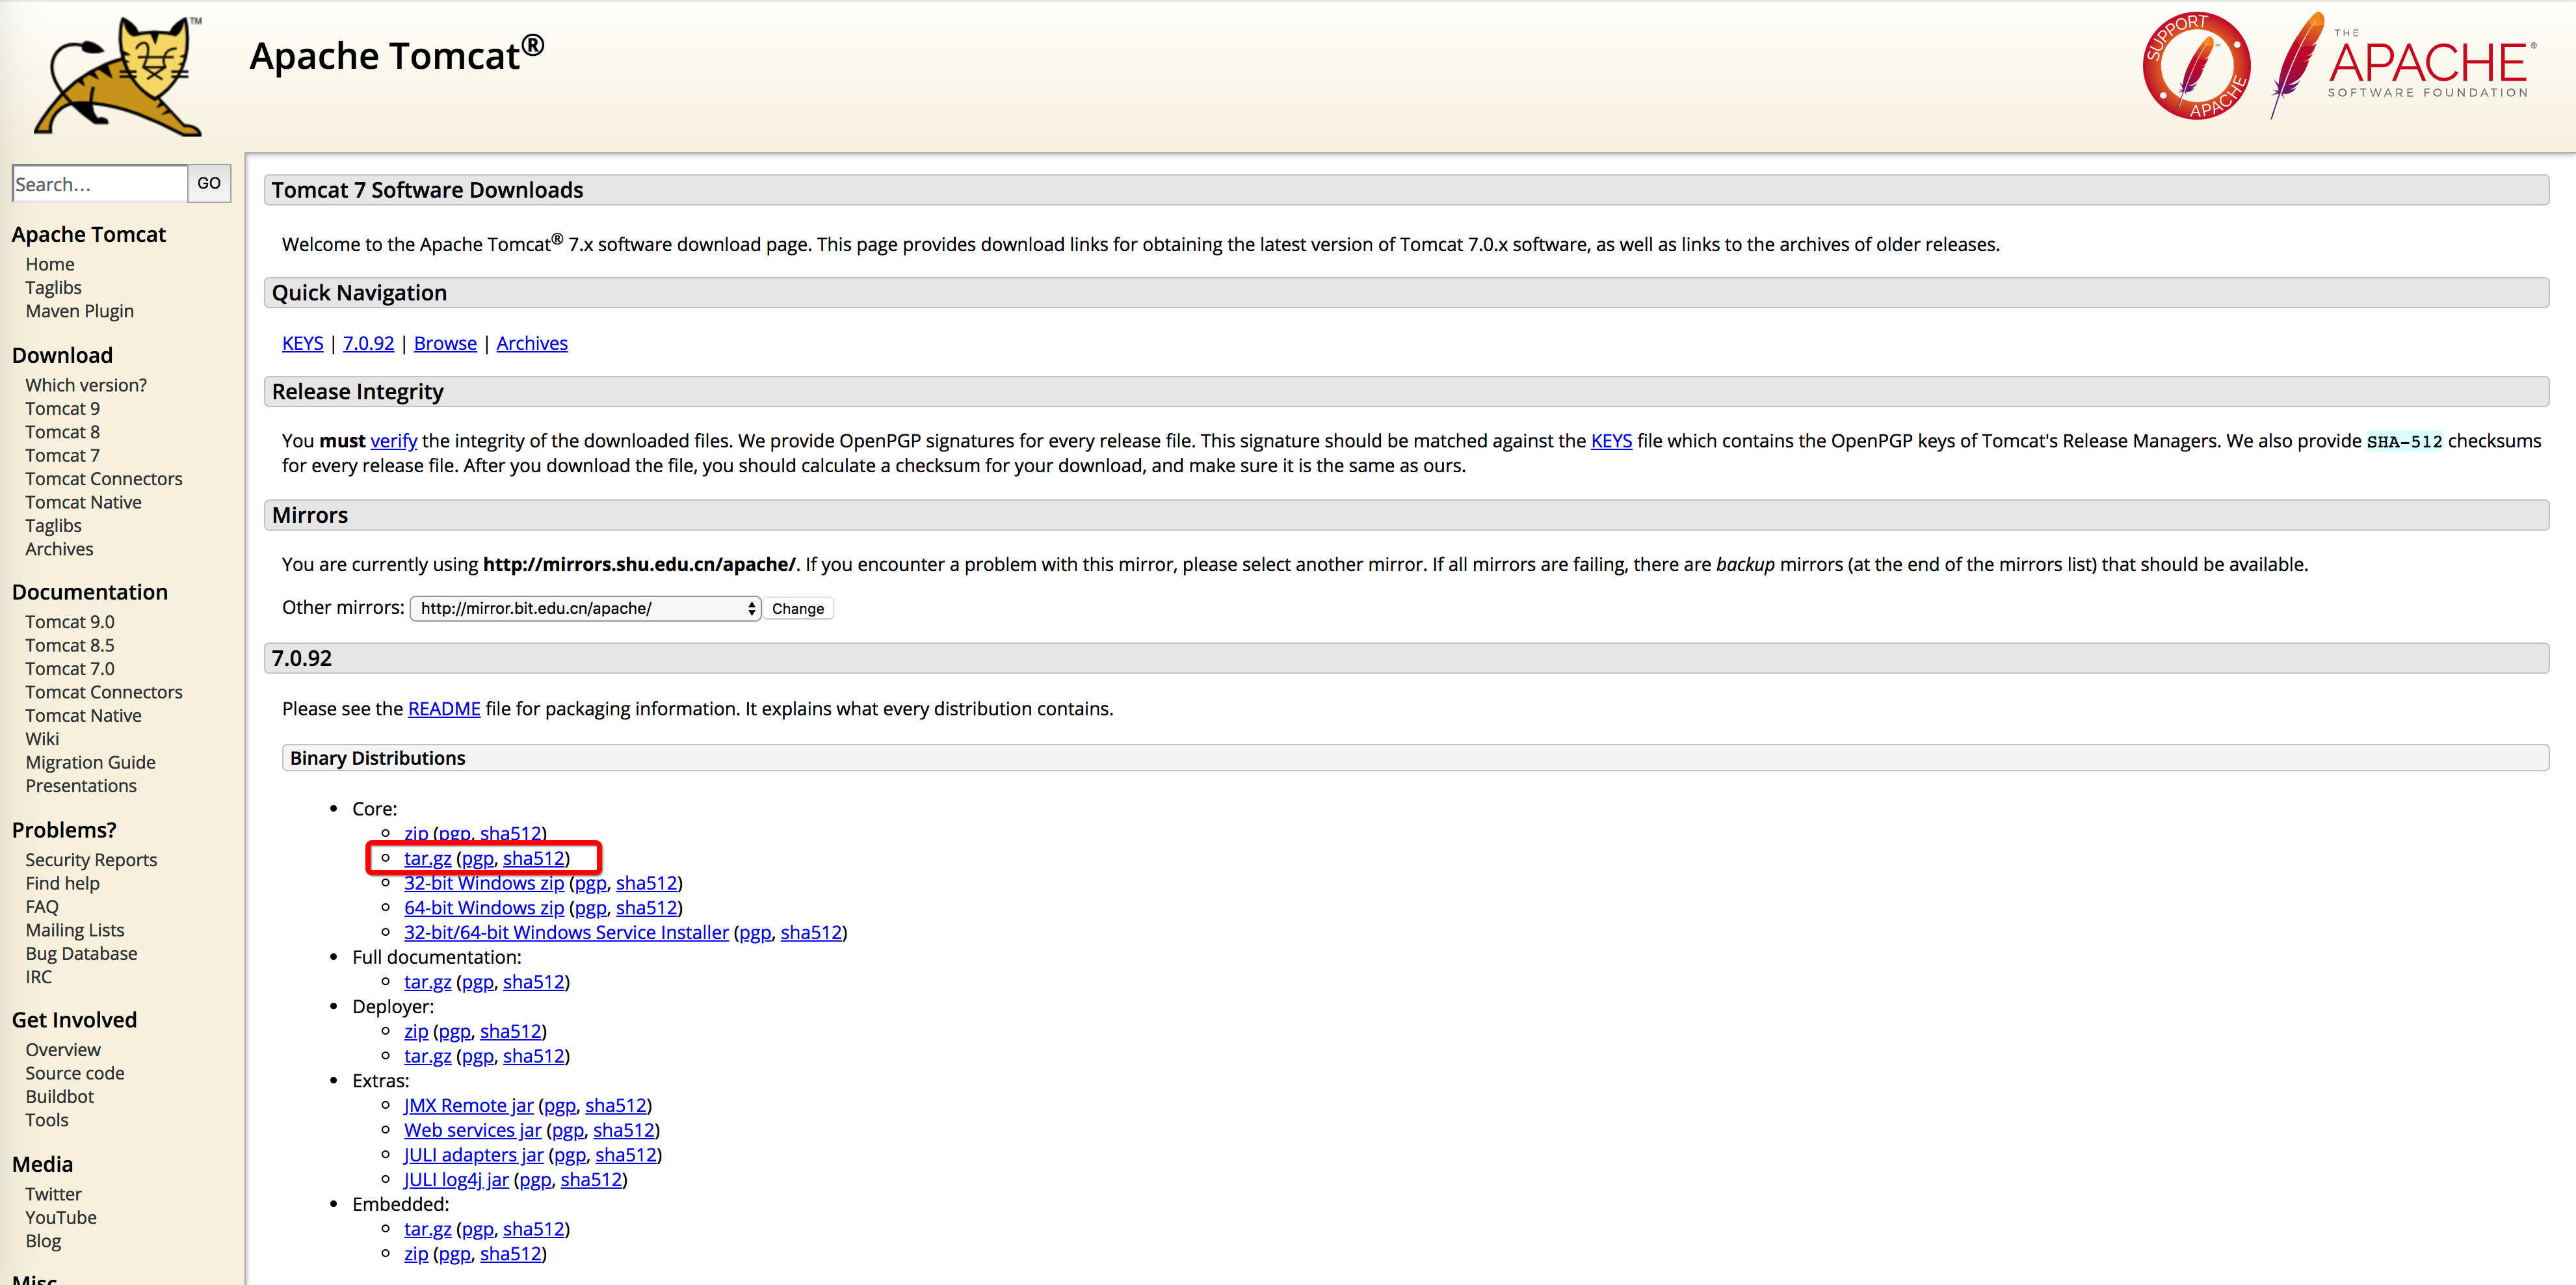 TM
Apache Tomcat®
SUPPORT APACHE
THE
APACHE®
SOFTWARE FOUNDATION
Search...
GO
Apache Tomcat
Home
Taglibs
Maven Plugin
Download
Which version?
Tomcat 9
Tomcat 8
Tomcat 7
Tomcat Connectors
Tomcat Native
Taglibs
Archives
Documentation
Tomcat 9.0
Tomcat 8.5
Tomcat 7.0
Tomcat Connectors
Tomcat Native
Wiki
Migration Guide
Presentations
Problems?
Security Reports
Find help
FAQ
Mailing Lists
Bug Database
IRC
Get Involved
Overview
Source code
Buildbot
Tools
Media
Twitter
YouTube
Blog
Misc
Tomcat 7 Software Downloads
Welcome to the Apache Tomcat® 7.x software download page. This page provides download links for obtaining the latest version of Tomcat 7.0.x software, as well as links to the archives of older releases.
Quick Navigation
KEYS | 7.0.92 | Browse | Archives
Release Integrity
You must verify the integrity of the downloaded files. We provide OpenPGP signatures for every release file. This signature should be matched against the KEYS file which contains the OpenPGP keys of Tomcat's Release Managers. We also provide SHA-512 checksums
for every release file. After you download the file, you should calculate a checksum for your download, and make sure it is the same as ours.
Mirrors
You are currently using http://mirrors.shu.edu.cn/apache/. If you encounter a problem with this mirror, please select another mirror. If all mirrors are failing, there are backup mirrors (at the end of the mirrors list) that should be available.
Other mirrors: http://mirror.bit.edu.cn/apache/ Change
7.0.92
Please see the README file for packaging information. It explains what every distribution contains.
Binary Distributions
Core:
zip (pgp, sha512)
tar.gz (pgp, sha512)
32-bit Windows zip (pgp, sha512)
64-bit Windows zip (pgp, sha512)
32-bit/64-bit Windows Service Installer (pgp, sha512)
Full documentation:
tar.gz (pgp, sha512)
Deployer:
zip (pgp, sha512)
tar.gz (pgp, sha512)
Extras:
JMX Remote jar (pgp, sha512)
Web services jar (pgp, sha512)
JULI adapters jar (pgp, sha512)
JULI log4j jar (pgp, sha512)
Embedded:
tar.gz (pgp, sha512)
zip (pgp, sha512)